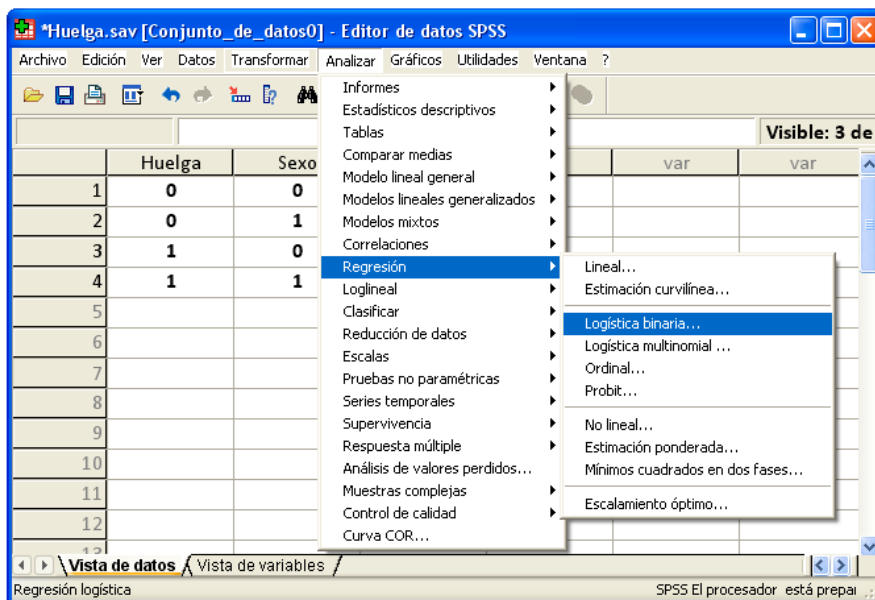 *Huelga.sav [Conjunto_de_datos0] - Editor de datos SPSS
Archivo Edición Ver Datos Transformar Analizar Gráficos Utilidades Ventana ?
Visible: 3 de
Huelga Sexo var var
1 0 0
2 0 1
3 1 0
4 1 1
5
6
7
8
9
10
11
12
13
Informes
Estadísticos descriptivos
Tablas
Comparar medias
Modelo lineal general
Modelos lineales generalizados
Modelos mixtos
Correlaciones
Regresión
Loglineal
Clasificar
Reducción de datos
Escalas
Pruebas no paramétricas
Series temporales
Supervivencia
Respuesta múltiple
Análisis de valores perdidos...
Muestras complejas
Control de calidad
Curva COR...
Lineal...
Estimación curvilínea...
Logística binaria...
Logística multinomial ...
Ordinal...
Probit...
No lineal...
Estimación ponderada...
Mínimos cuadrados en dos fases...
Escalamiento óptimo...
Vista de datos Vista de variables
Regresión logística SPSS El procesador está prepar